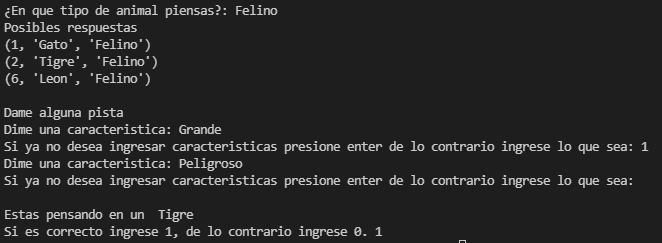 ¿En que tipo de animal piensas?: Felino
Posibles respuestas
(1, 'Gato', 'Felino')
(2, 'Tigre', 'Felino')
(6, 'Leon', 'Felino')
Dame alguna pista
Dime una caracteristica: Grande
Si ya no desea ingresar caracteristicas presione enter de lo contrario ingrese lo que sea: 1
Dime una caracteristica: Peligroso
Si ya no desea ingresar caracteristicas presione enter de lo contrario ingrese lo que sea:
Estas pensando en un  Tigre
Si es correcto ingrese 1, de lo contrario ingrese 0. 1